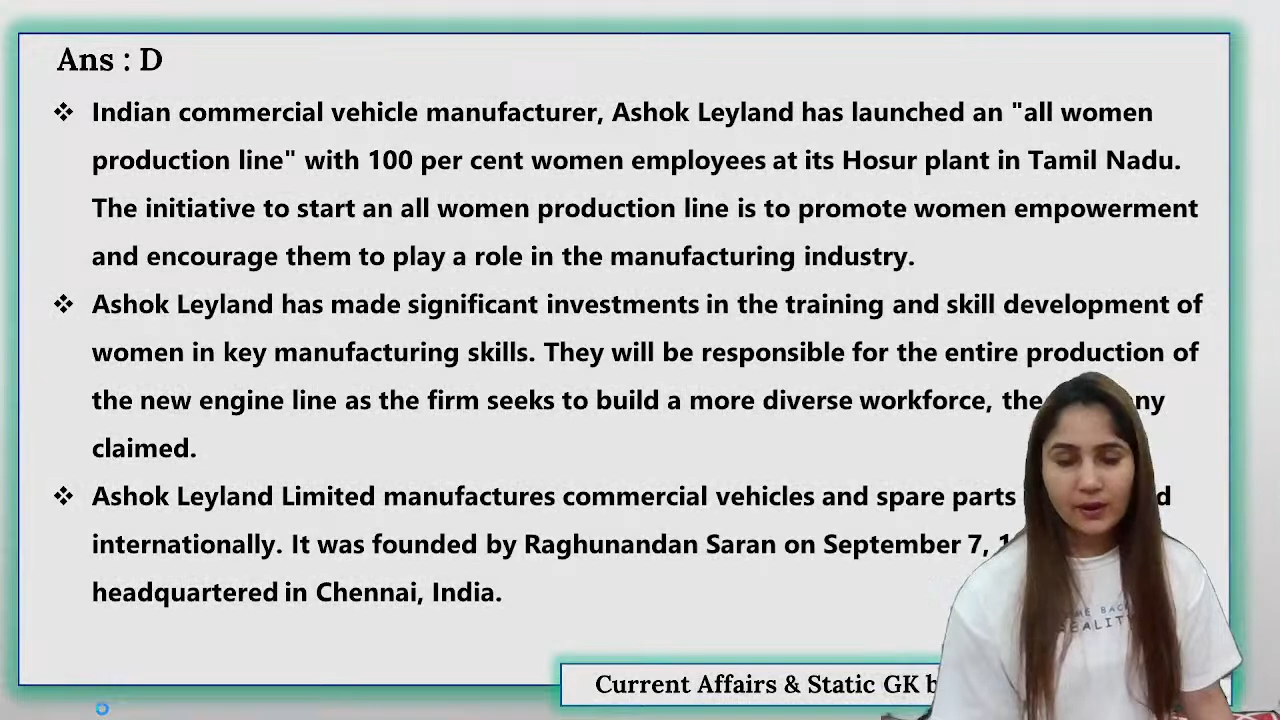 Ans : D
❖ Indian commercial vehicle manufacturer, Ashok Leyland has launched an "all women
production line" with 100 per cent women employees at its Hosur plant in Tamil Nadu.
The initiative to start an all women production line is to promote women empowerment
and encourage them to play a role in the manufacturing industry.
❖ Ashok Leyland has made significant investments in the training and skill development of
women in key manufacturing skills. They will be responsible for the entire production of
the new engine line as the firm seeks to build a more diverse workforce, the
claimed.
❖ Ashok Leyland Limited manufactures commercial vehicles and spare parts
internationally. It was founded by Raghunandan Saran on September 7,
headquartered in Chennai, India.
BACK
REALITY
Current Affairs & Static GK